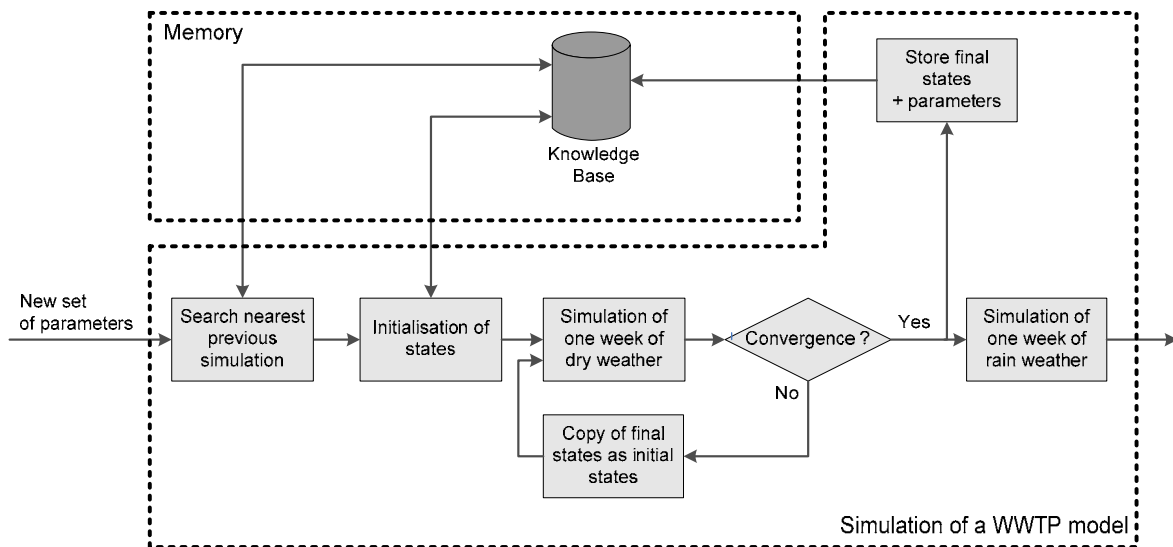 Memory
Store final
states
+ parameters
Knowledge
Base
New set
of parameters
Search nearest
previous
simulation
Initialisation of
states
Simulation of
one week of
dry weather
Convergence ?
Yes
No
Simulation of
one week of
rain weather
Copy of final
states as initial
states
Simulation of a WWTP model